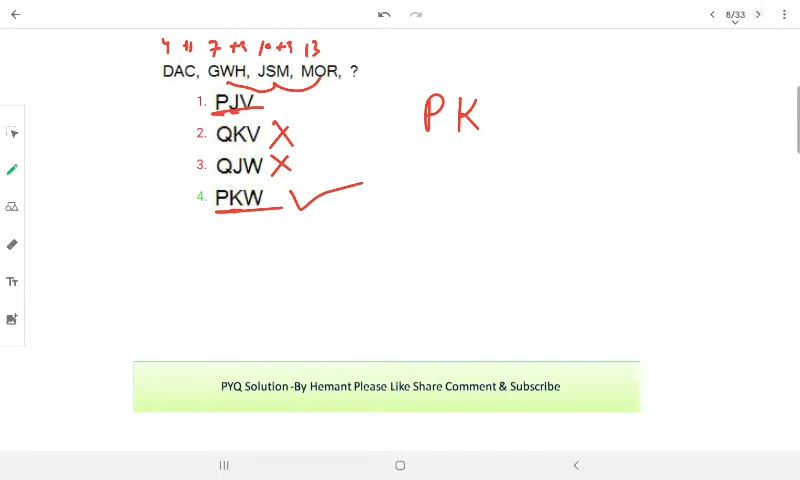 8/33
4 +3 7 +3 10 +3 13
DAC, GWH, JSM, MOR, ?
1. PJV
2. QKV X
3. QJW X
4. PKW
PK
Tт
PYQ Solution -By Hemant Please Like Share Comment & Subscribe